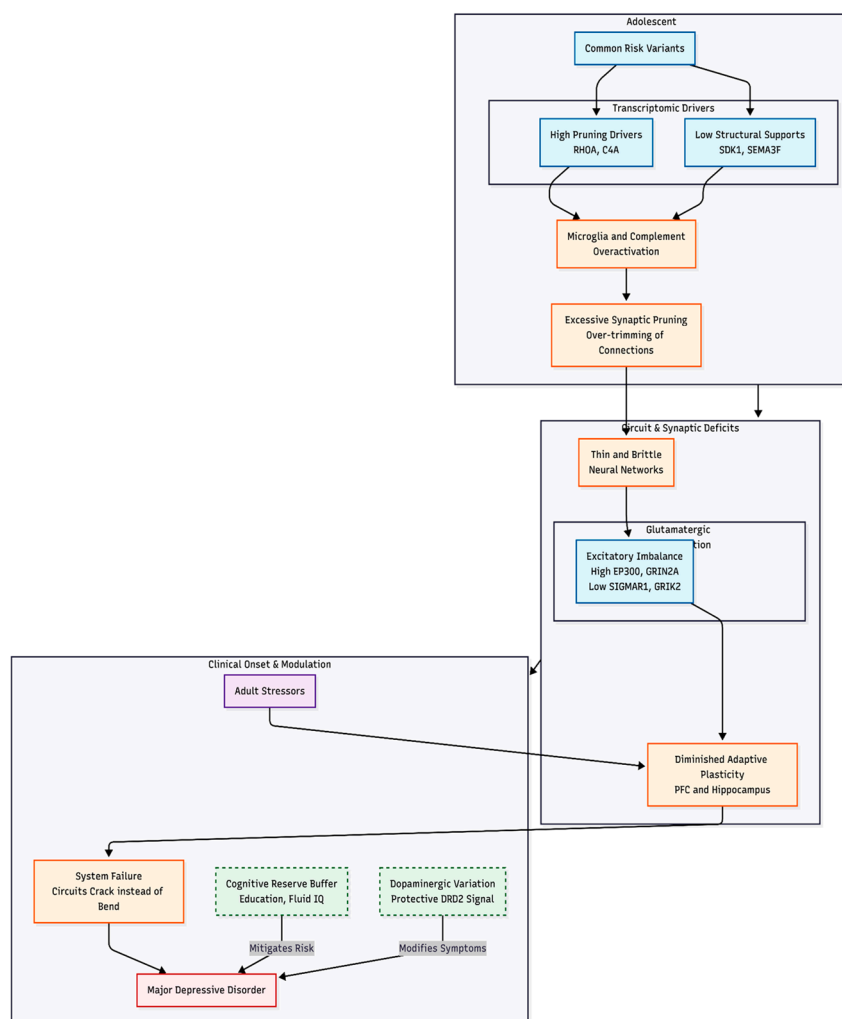 Adolescent
Common Risk Variants
Transcriptomic Drivers
High Pruning Drivers
RHOA, C4A
Low Structural Supports
SDK1, SEMA3F
Microglia and Complement
Overactivation
Excessive Synaptic Pruning
Over-trimming of
Connections
Circuit & Synaptic Deficits
Thin and Brittle
Neural Networks
Glutamatergic
Excitatory Imbalance
High EP300, GRIN2A
Low SIGMAR1, GRIK2
Clinical Onset & Modulation
Adult Stressors
Diminished Adaptive
Plasticity
PFC and Hippocampus
System Failure
Circuits Crack instead of
Bend
Cognitive Reserve Buffer
Education, Fluid IQ
Dopaminergic Variation
Protective DRD2 Signal
Mitigates Risk
Modifies Symptoms
Major Depressive Disorder